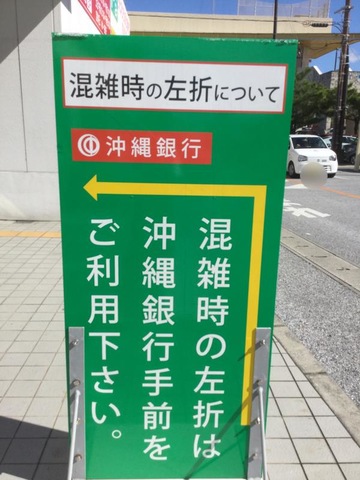 混雑時の左折について
沖縄銀行
混雑時の左折は
沖縄銀行手前を
ご利用下さい。